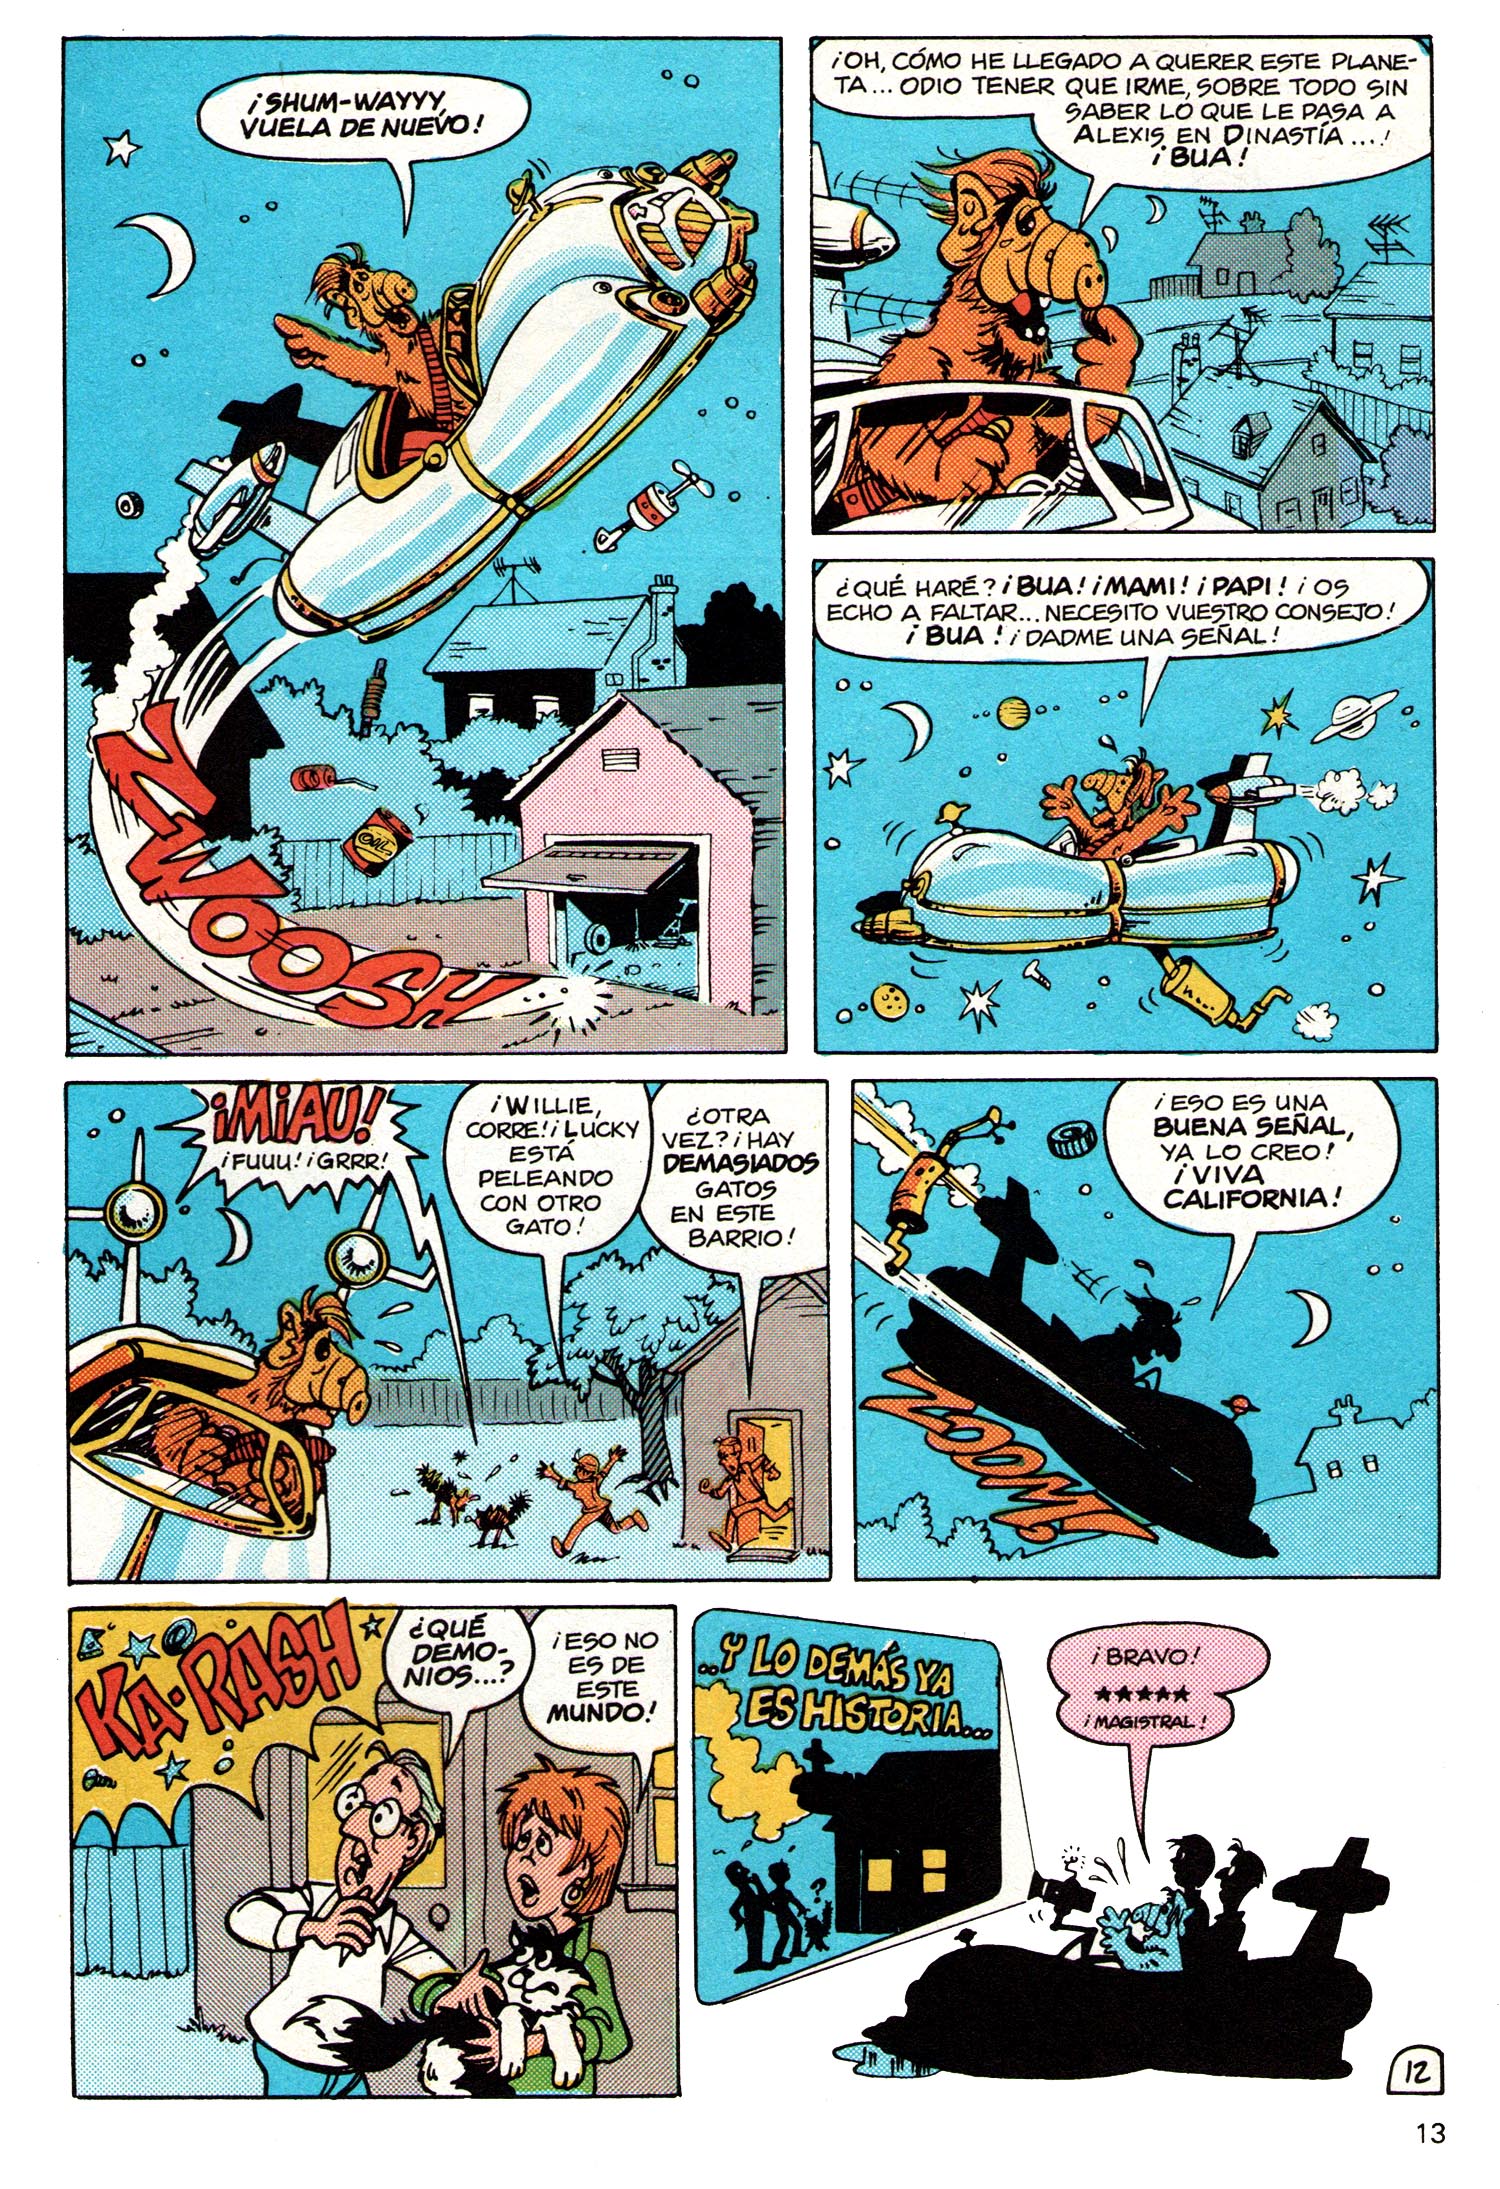 ¡SHUM-WAYYY,
VUELA DE NUEVO!
ZWOOSH
¡OH, CÓMO HE LLEGADO A QUERER ESTE PLANE-
TA... ODIO TENER QUE IRME, SOBRE TODO SIN
SABER LO QUE LE PASA A
ALEXIS EN DINASTÍA...!
¡BUA!
¿QUÉ HARÉ? ¡BUA! ¡MAMI! ¡PAPI! ¡OS
ECHO A FALTAR... NECESITO VUESTRO CONSEJO!
¡BUA! ¡DADME UNA SEÑAL!
¡MIAU!
¡FUUU! ¡GRRR!
¡WILLIE,
CORRE! ¡LUCKY
ESTÁ
PELEANDO
CON OTRO
GATO!
¿OTRA
VEZ? ¡HAY
DEMASIADOS
GATOS
EN ESTE
BARRIO!
¡ESO ES UNA
BUENA SEÑAL,
YA LO CREO!
¡VIVA
CALIFORNIA!
KA-RASH
¿QUÉ
DEMO-
NIOS...?
¡ESO NO
ES DE
ESTE
MUNDO!
...Y LO DEMÁS YA
ES HISTORIA...
?
¡BRAVO!
★★★★★
¡MAGISTRAL!
12
13